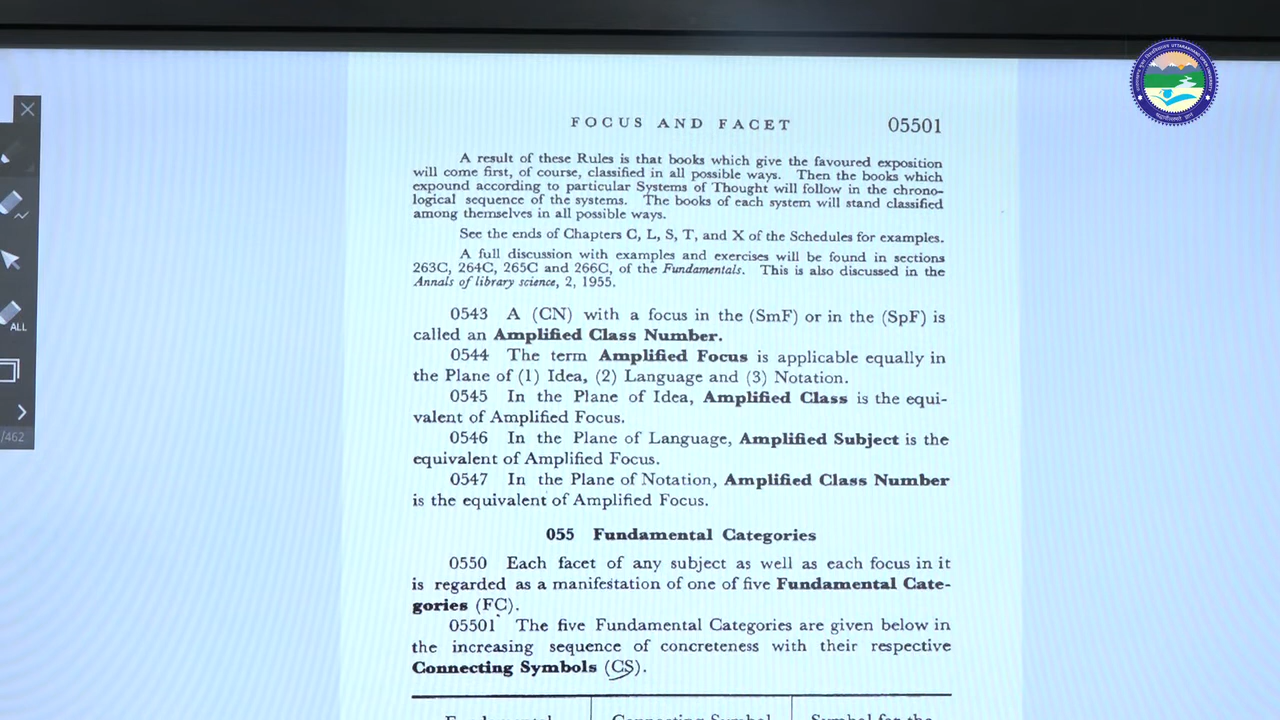 FOCUS AND FACET 05501
A result of these Rules is that books which give the favoured exposition
will come first, of course, classified in all possible ways. Then the books which
expound according to particular Systems of Thought will follow in the chrono-
logical sequence of the systems. The books of each system will stand classified
among themselves in all possible ways.
See the ends of Chapters C, L, S, T, and X of the Schedules for examples.
A full discussion with examples and exercises will be found in sections
263C, 264C, 265C and 266C, of the Fundamentals. This is also discussed in the
Annals of library science, 2, 1955.
0543 A (CN) with a focus in the (SmF) or in the (SpF) is
called an Amplified Class Number.
0544 The term Amplified Focus is applicable equally in
the Plane of (1) Idea, (2) Language and (3) Notation.
0545 In the Plane of Idea, Amplified Class is the equi-
valent of Amplified Focus.
0546 In the Plane of Language, Amplified Subject is the
equivalent of Amplified Focus.
0547 In the Plane of Notation, Amplified Class Number
is the equivalent of Amplified Focus.
055 Fundamental Categories
0550 Each facet of any subject as well as each focus in it
is regarded as a manifestation of one of five Fundamental Cate-
gories (FC).
05501 The five Fundamental Categories are given below in
the increasing sequence of concreteness with their respective
Connecting Symbols (CS).
Fundamental Connecting Symbol Symbol for the
ALL
/462